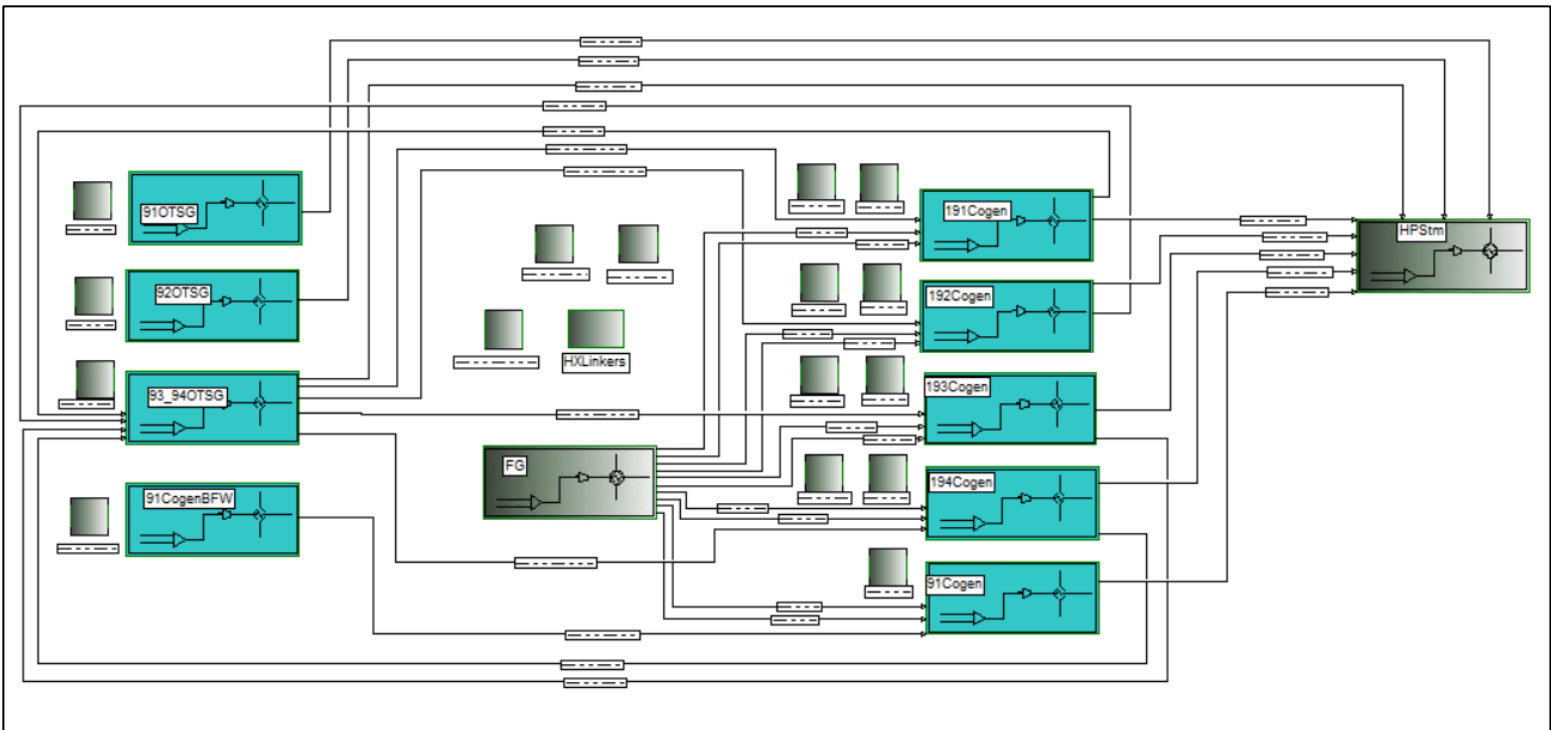 91OTSG
191Cogen
HPStm
92OTSG
192Cogen
HXLinkers
93_94OTSG
193Cogen
FG
194Cogen
91CogenBFW
91Cogen